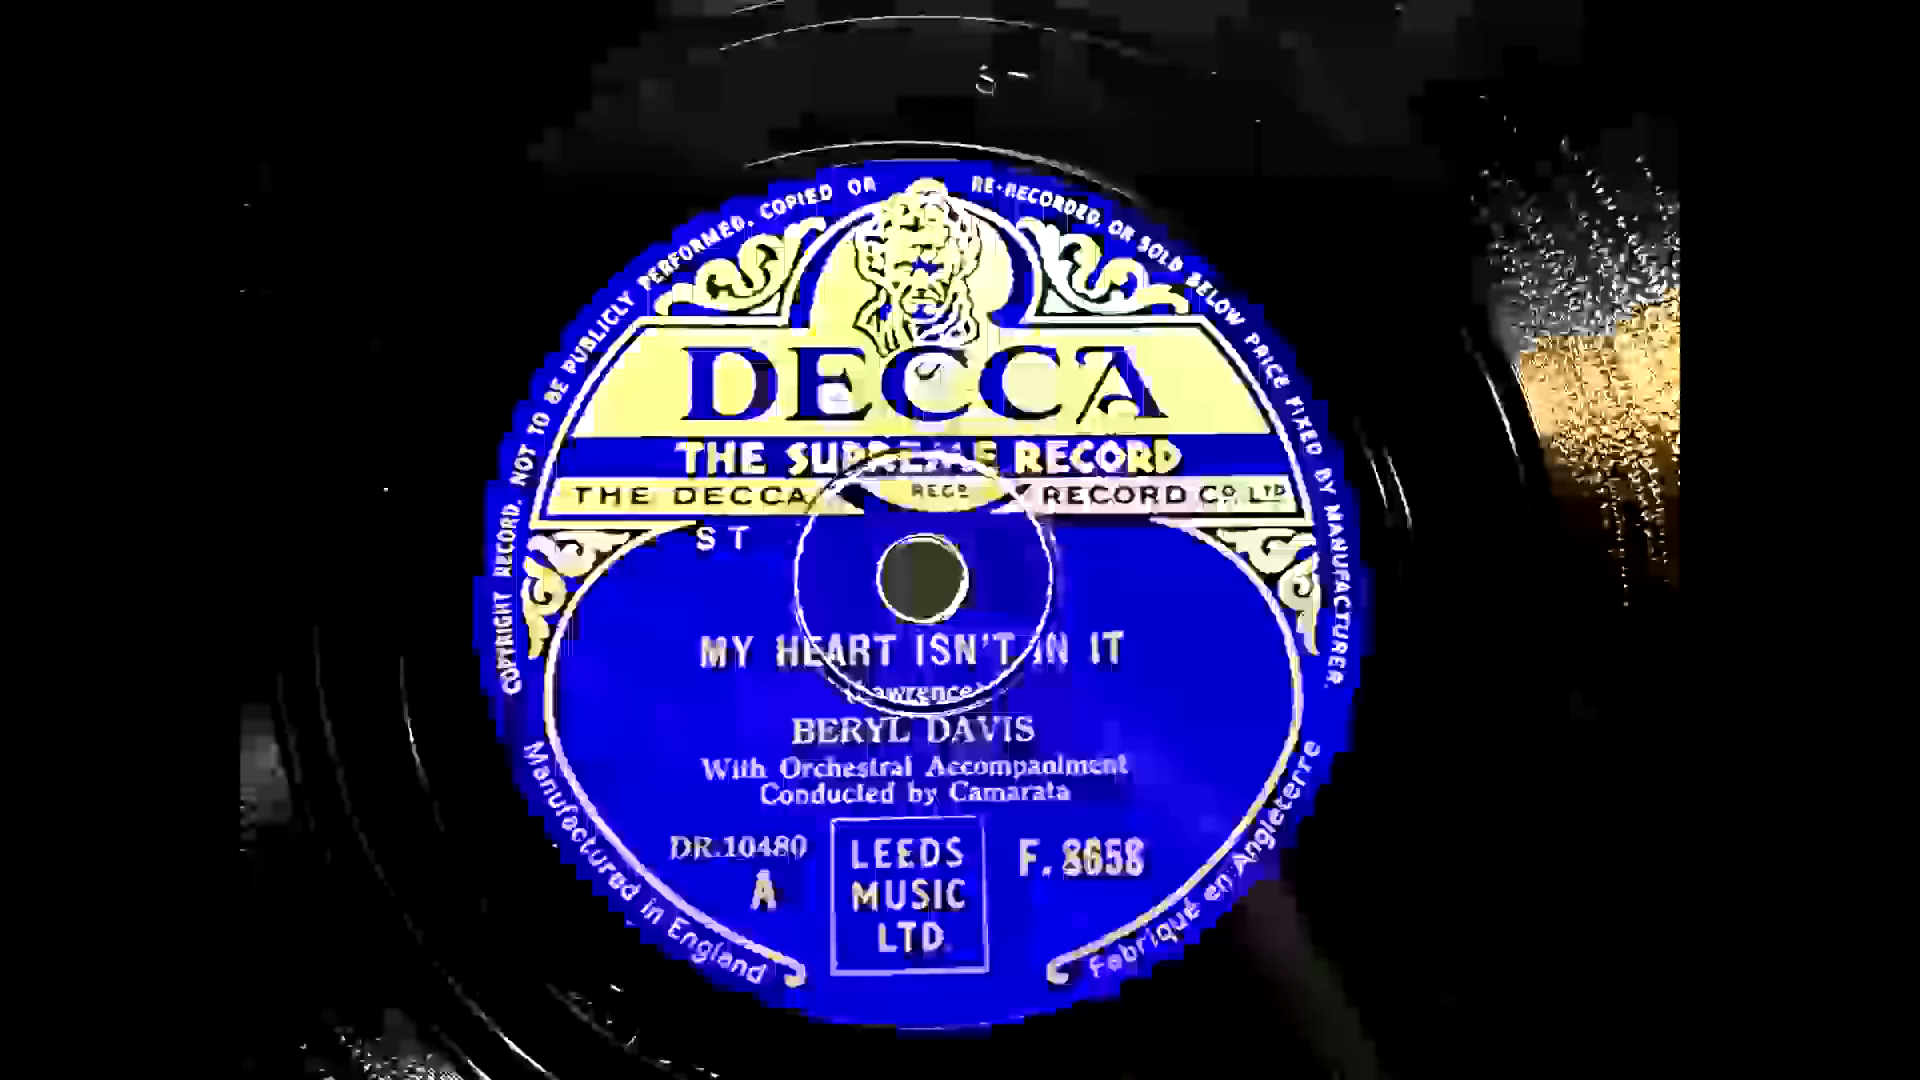 COPYRIGHT RECORD. NOT TO BE PUBLICLY PERFORMED, COPIED OR RE-RECORDED, OR SOLD BELOW PRICE FIXED BY MANUFACTURER.
DECCA
THE SUPREME RECORD
THE DECCA REGD RECORD CO. LTD
ST
MY HEART ISN'T IN IT
(Lawrence)
BERYL DAVIS
With Orchestral Accompaniment
Conducted by Camarata
DR.10480
A
LEEDS
MUSIC
LTD.
F. 8658
Manufactured in England
Fabriqué en Angleterre